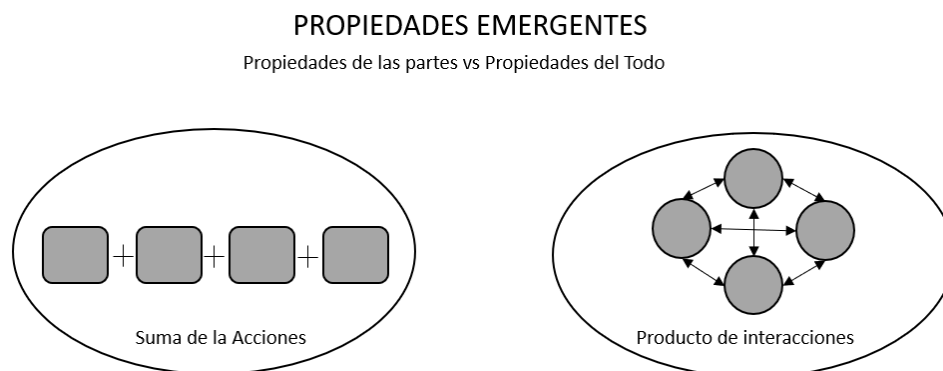 PROPIEDADES EMERGENTES
Propiedades de las partes vs Propiedades del Todo
+ + +
Suma de la Acciones
Producto de interacciones